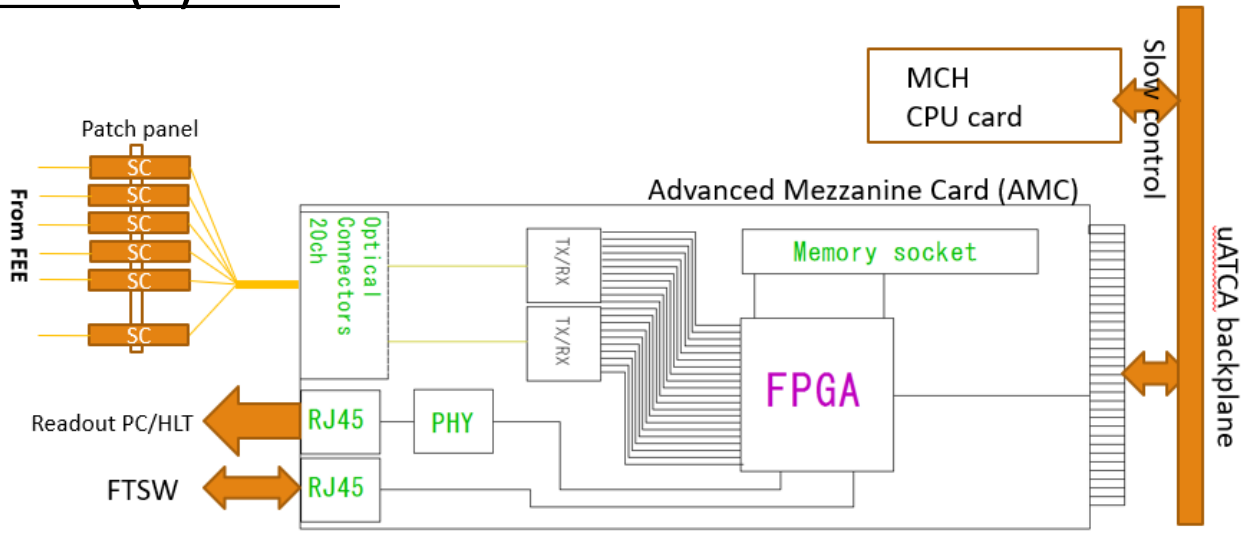 MCH
CPU card
Slow control
Patch panel
SC
SC
SC
SC
SC
SC
From FEE
Advanced Mezzanine Card (AMC)
Optical
Connectors
20ch
TX/RX
TX/RX
Memory socket
FPGA
uATCA backplane
Readout PC/HLT
RJ45
PHY
FTSW
RJ45